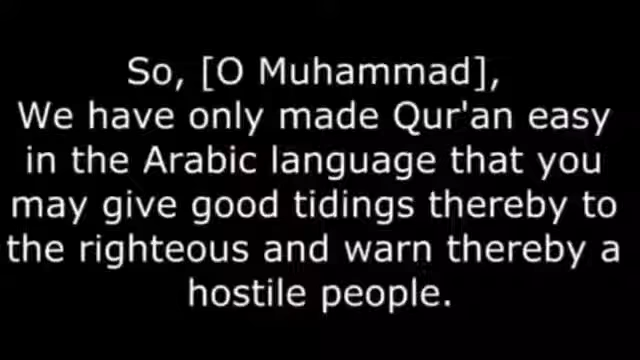 So, [O Muhammad],
We have only made Qur'an easy
in the Arabic language that you
may give good tidings thereby to
the righteous and warn thereby a
hostile people.